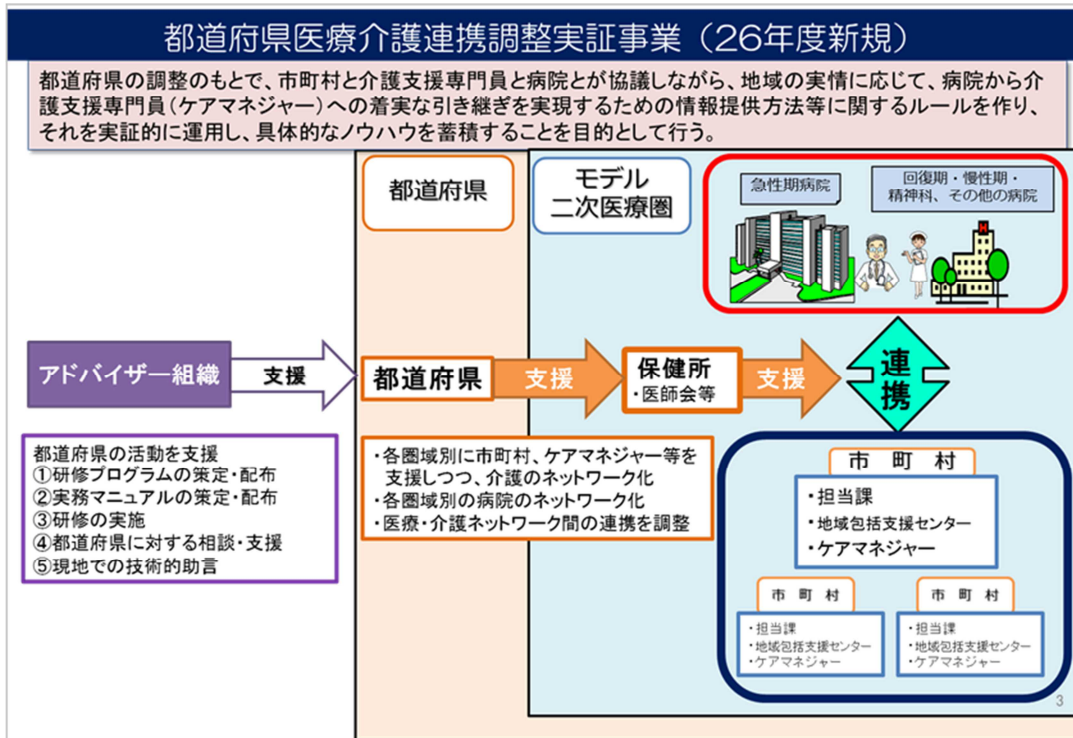 都道府県医療介護連携調整実証事業（26年度新規）
都道府県の調整のもとで、市町村と介護支援専門員と病院とが協議しながら、地域の実情に応じて、病院から介
護支援専門員（ケアマネジャー）への着実な引き継ぎを実現するための情報提供方法等に関するルールを作り、
それを実証的に運用し、具体的なノウハウを蓄積することを目的として行う。
都道府県
モデル
二次医療圏
急性期病院
回復期・慢性期・
精神科、その他の病院
H
アドバイザー組織
支援
都道府県
支援
保健所
・医師会等
支援
連
携
都道府県の活動を支援
①研修プログラムの策定・配布
②実務マニュアルの策定・配布
③研修の実施
④都道府県に対する相談・支援
⑤現地での技術的助言
・各圏域別に市町村、ケアマネジャー等を
支援しつつ、介護のネットワーク化
・各圏域別の病院のネットワーク化
・医療・介護ネットワーク間の連携を調整
市 町 村
・担当課
・地域包括支援センター
・ケアマネジャー
市 町 村
・担当課
・地域包括支援センター
・ケアマネジャー
市 町 村
・担当課
・地域包括支援センター
・ケアマネジャー
3